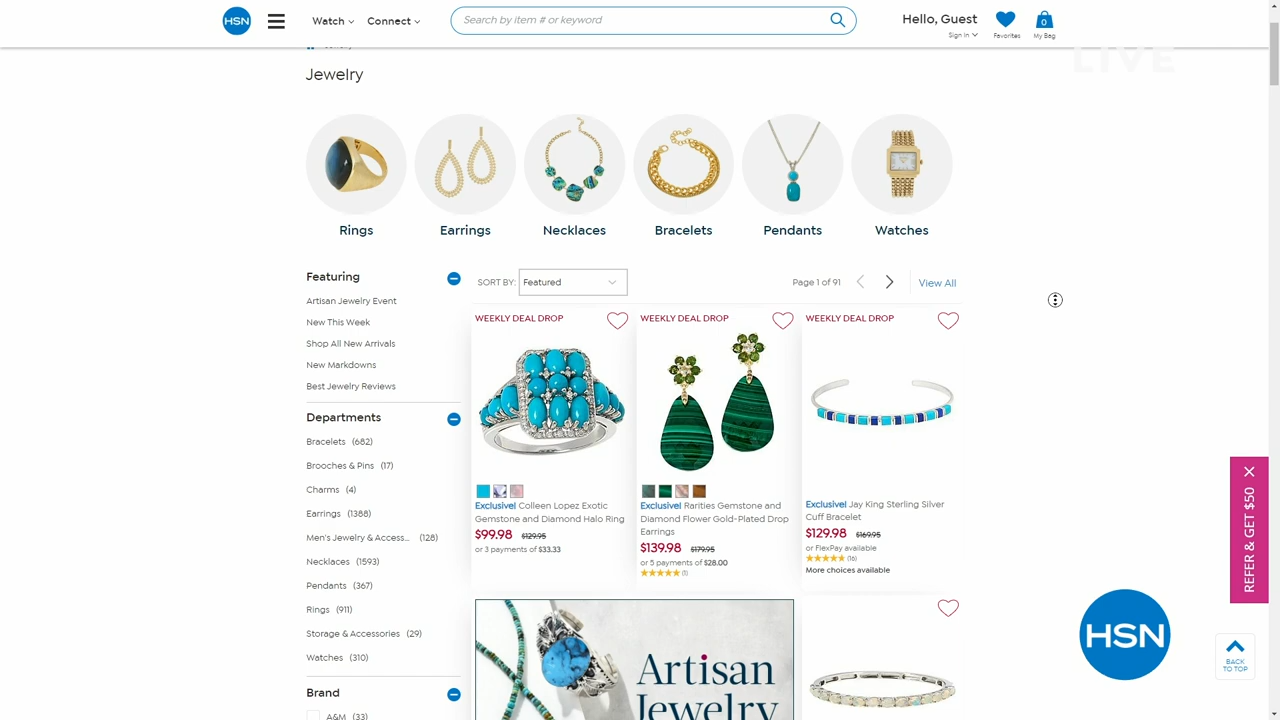 HSN
Watch
Connect
Search by item # or keyword
Hello, Guest
Sign In
Favorites
0
My Bag
LIVE
Jewelry
Rings
Earrings
Necklaces
Bracelets
Pendants
Watches
Featuring
Artisan Jewelry Event
New This Week
Shop All New Arrivals
New Markdowns
Best Jewelry Reviews
Departments
Bracelets (682)
Brooches & Pins (17)
Charms (4)
Earrings (1388)
Men's Jewelry & Access... (128)
Necklaces (1593)
Pendants (367)
Rings (911)
Storage & Accessories (29)
Watches (310)
Brand
A&M (33)
SORT BY: Featured
Page 1 of 91
View All
WEEKLY DEAL DROP
Exclusive! Colleen Lopez Exotic
Gemstone and Diamond Halo Ring
$99.98 $129.95
or 3 payments of $33.33
WEEKLY DEAL DROP
Exclusive! Rarities Gemstone and
Diamond Flower Gold-Plated Drop
Earrings
$139.98 $179.95
or 5 payments of $28.00
(1)
WEEKLY DEAL DROP
Exclusive! Jay King Sterling Silver
Cuff Bracelet
$129.98 $169.95
or FlexPay available
(16)
More choices available
Artisan
Jewelry
REFER & GET $50
HSN
BACK
TO TOP